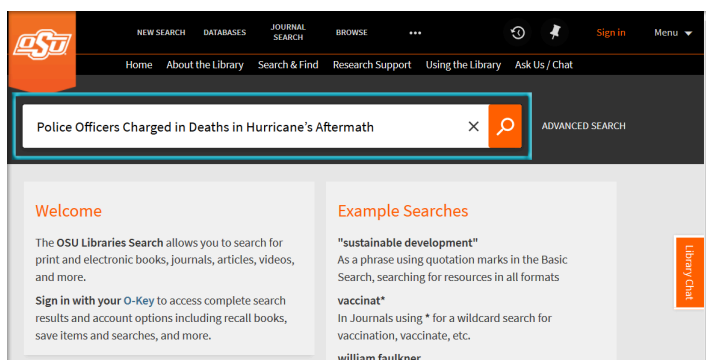 OSU
NEW SEARCH DATABASES JOURNAL SEARCH BROWSE ••• Sign in Menu
Home About the Library Search & Find Research Support Using the Library Ask Us / Chat
Police Officers Charged in Deaths in Hurricane’s Aftermath
ADVANCED SEARCH
Welcome
The OSU Libraries Search allows you to search for
print and electronic books, journals, articles, videos,
and more.
Sign in with your O-Key to access complete search
results and account options including recall books,
save items and searches, and more.
Example Searches
"sustainable development"
As a phrase using quotation marks in the Basic
Search, searching for resources in all formats
vaccinat*
In Journals using * for a wildcard search for
vaccination, vaccinate, etc.
william faulkner
Library Chat